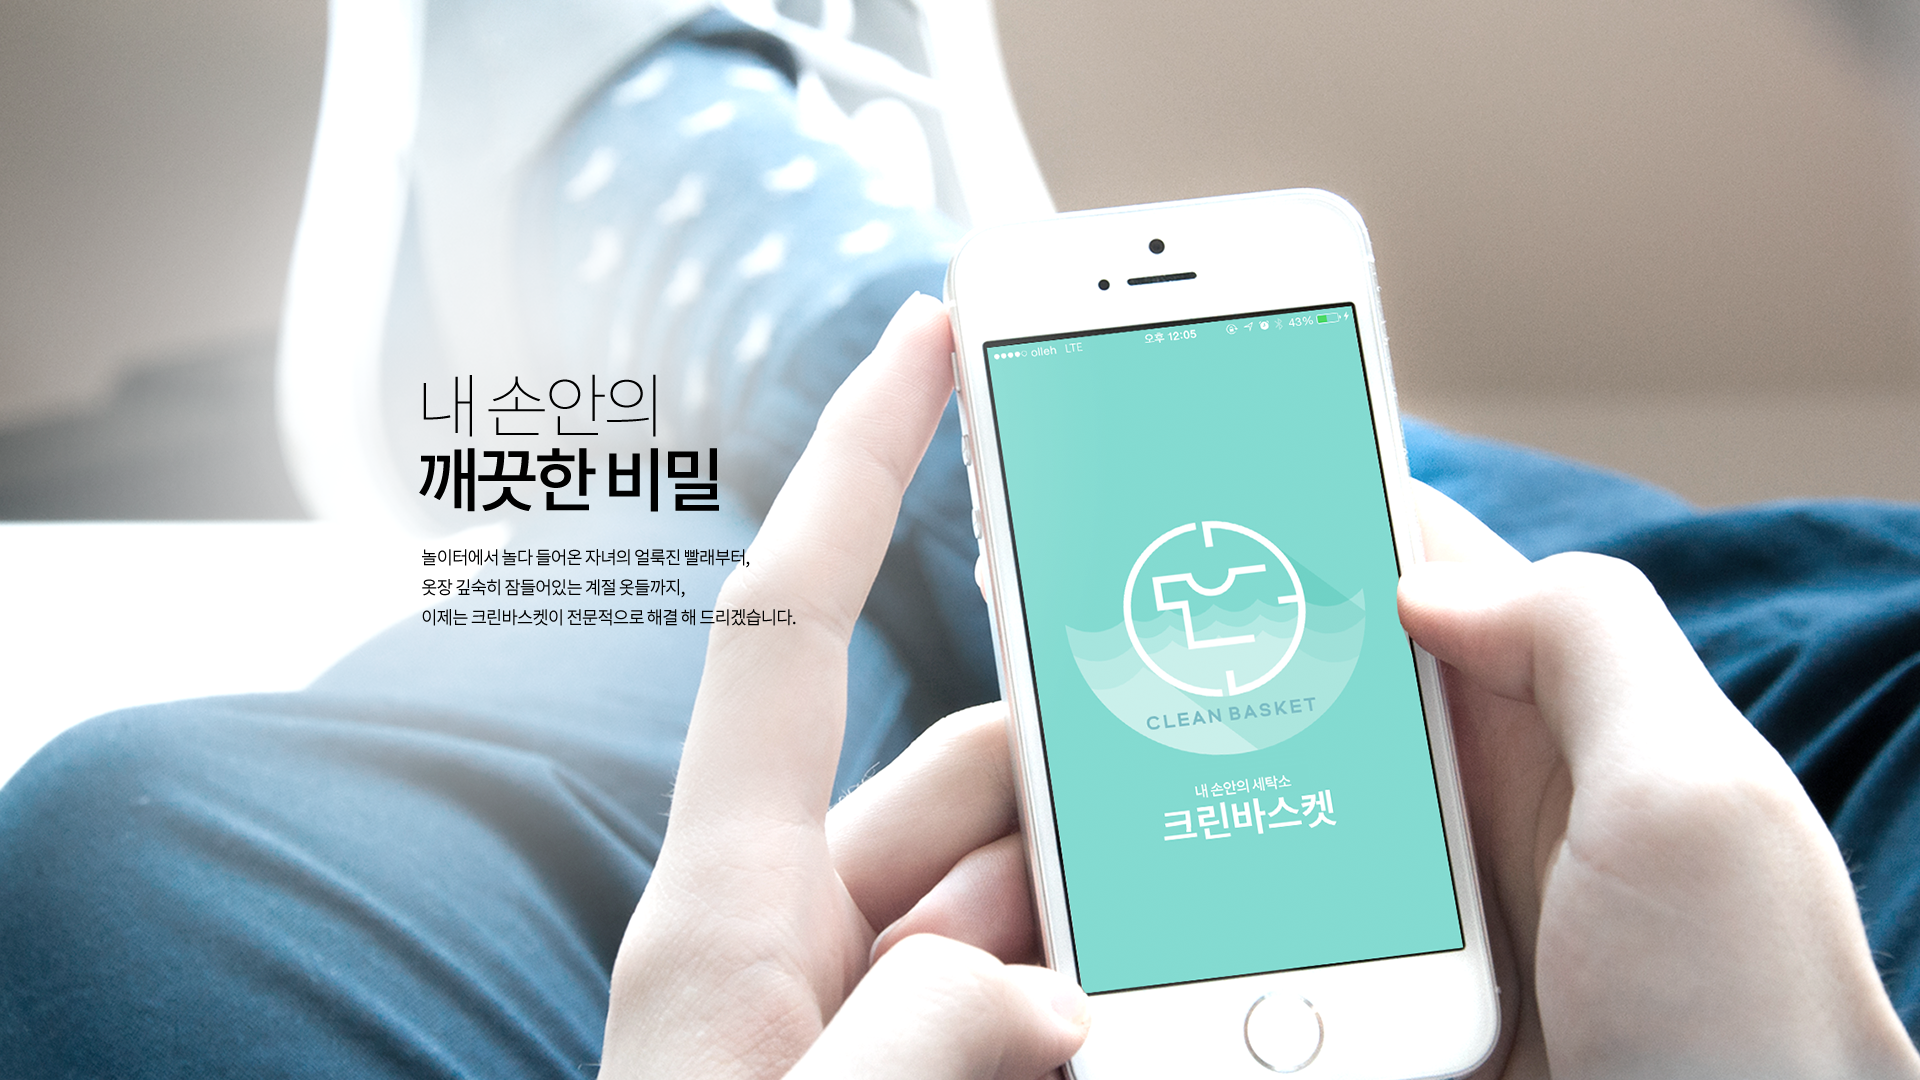 내 손안의
깨끗한 비밀
놀이터에서 놀다 들어온 자녀의 얼룩진 빨래부터,
옷장 깊숙히 잠들어있는 계절 옷들까지,
이제는 크린바스켓이 전문적으로 해결 해 드리겠습니다.
olleh LTE 오후 12:05 43%
CLEAN BASKET
내 손안의 세탁소
크린바스켓